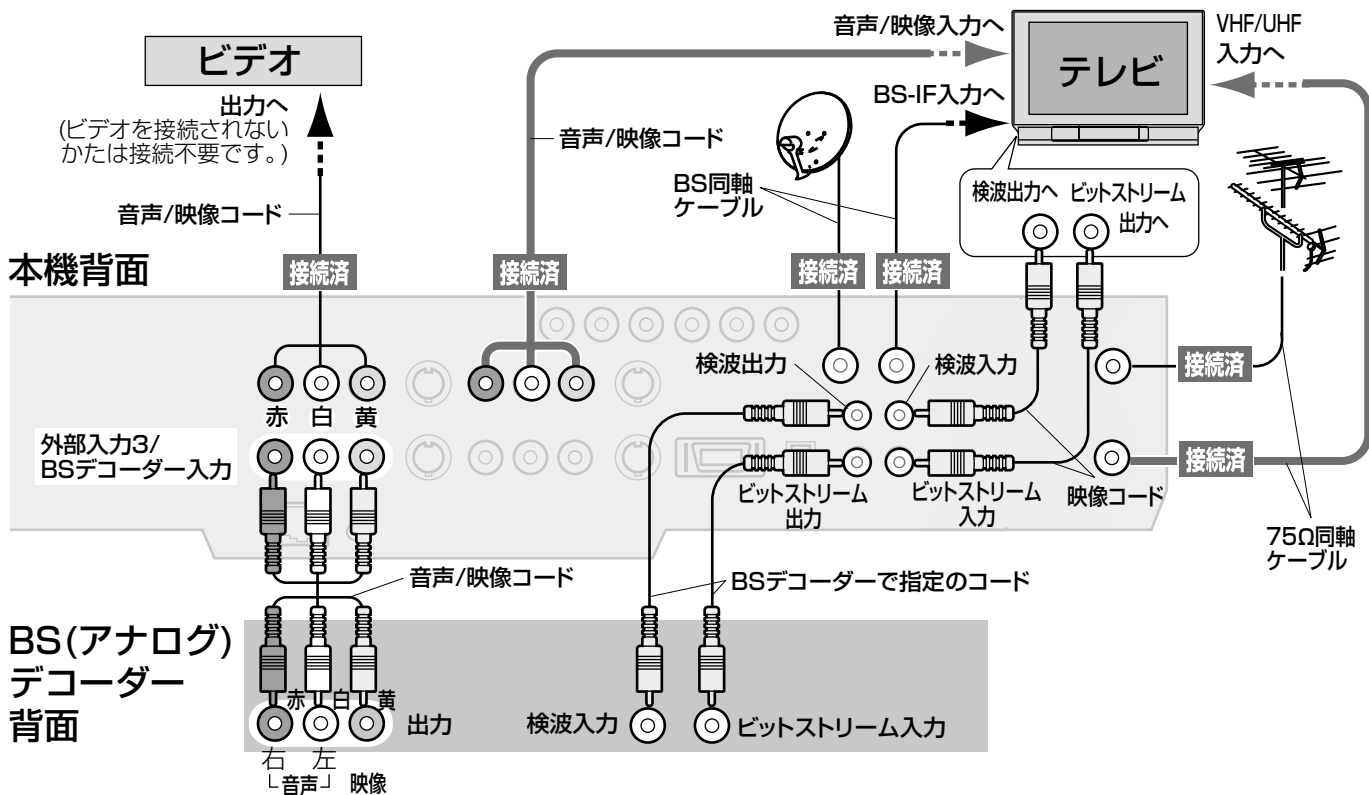 音声/映像入力へ
VHF/UHF
入力へ
ビデオ
テレビ
出力へ
(ビデオを接続されない
かたは接続不要です。)
BS-IF入力へ
音声/映像コード
音声/映像コード
BS同軸
ケーブル
検波出力へ
ビットストリーム
出力へ
本機背面
接続済
接続済
接続済
接続済
検波出力
検波入力
接続済
赤 白 黄
外部入力3/
BSデコーダー入力
接続済
ビットストリーム
出力
ビットストリーム
入力
映像コード
75Ω同軸
ケーブル
音声/映像コード
BSデコーダーで指定のコード
BS(アナログ)
デコーダー
背面
赤 白 黄
出力
検波入力
ビットストリーム入力
右 左
音声 映像